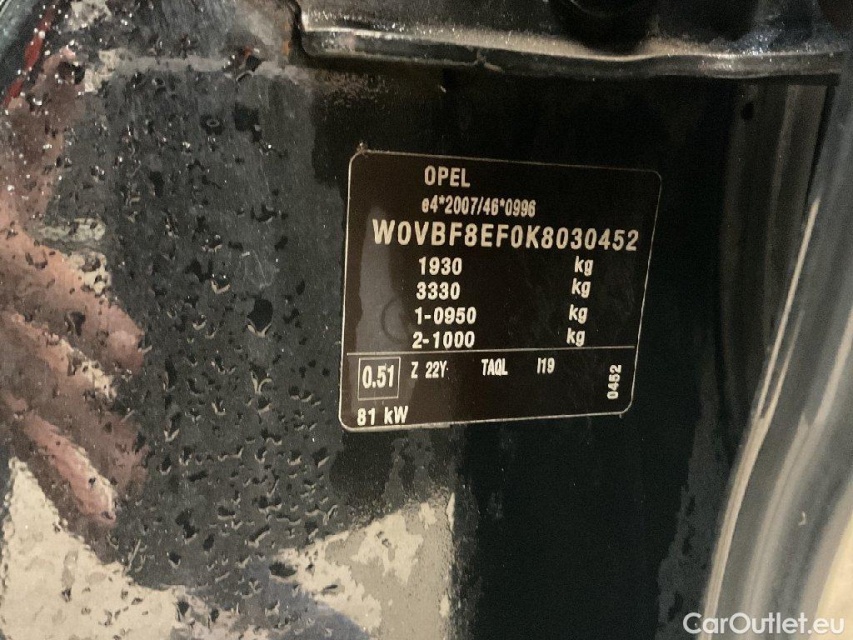 OPEL
e4*2007/46*0996
W0VBF8EF0K8030452
1930 kg
3330 kg
1-0950 kg
2-1000 kg
0.51 Z 22Y TAQL I19 0452
81 kW
CarOutlet.eu